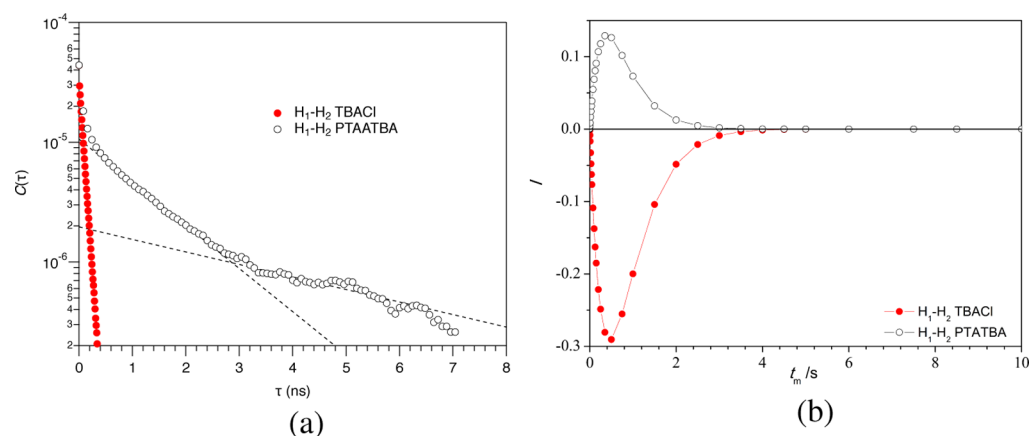 10⁻⁴
6
5
4
3
2
10⁻⁵
6
5
4
3
2
10⁻⁶
6
5
4
3
2
C(τ)
H₁-H₂ TBACl
H₁-H₂ PTAATBA
0 1 2 3 4 5 6 7 8
τ (ns)
(a)
0.1
0.0
-0.1
-0.2
-0.3
I
H₁-H₂ TBACl
H₁-H₂ PTATBA
0 2 4 6 8 10
tₘ /s
(b)